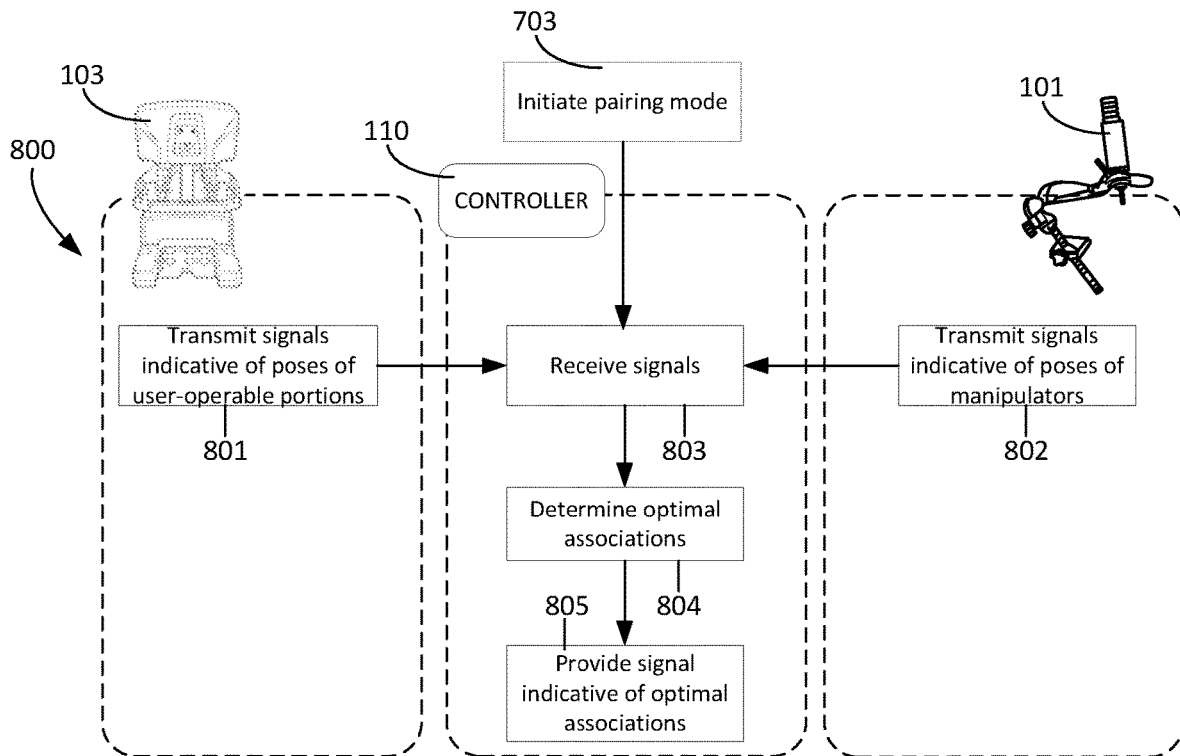 703
103
Initiate pairing mode
101
800
110
CONTROLLER
Transmit signals
indicative of poses of
user-operable portions
801
Receive signals
803
Transmit signals
indicative of poses of
manipulators
802
Determine optimal
associations
805
804
Provide signal
indicative of optimal
associations